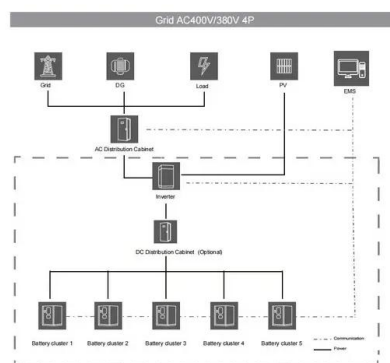 Grid AC400V/380V 4P
Grid
DG
Load
PV
EMS
AC Distribution Cabinet
Inverter
DC Distribution Cabinet (Optional)
Battery cluster 1
Battery cluster 2
Battery cluster 3
Battery cluster 4
Battery cluster 5
Communication
Power